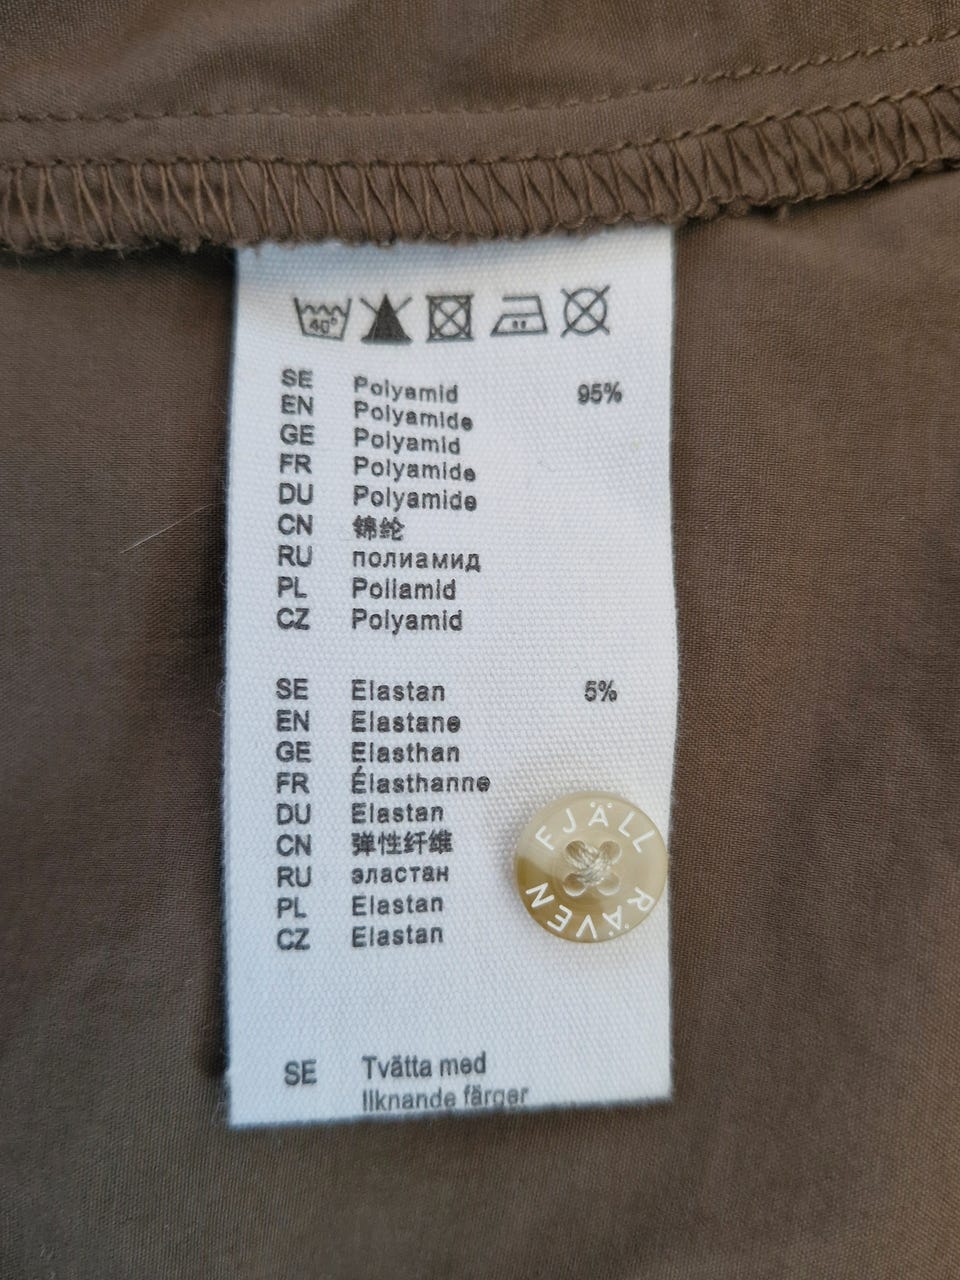 40°
SE Polyamid 95%
EN Polyamide
GE Polyamid
FR Polyamide
DU Polyamide
CN 锦纶
RU полиамид
PL Poliamid
CZ Polyamid
SE Elastan 5%
EN Elastane
GE Elasthan
FR Élasthanne
DU Elastan
CN 弹性纤维
RU эластан
PL Elastan
CZ Elastan
FJÄLL
RÄVEN
SE Tvätta med
liknande färger